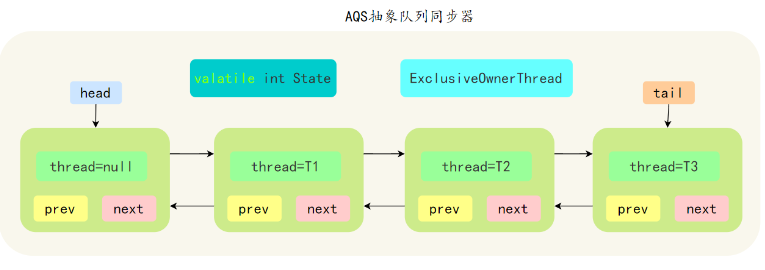 AQS抽象队列同步器
valatile int State
ExclusiveOwnerThread
head
tail
thread=null
thread=T1
thread=T2
thread=T3
prev
next
prev
next
prev
next
prev
next